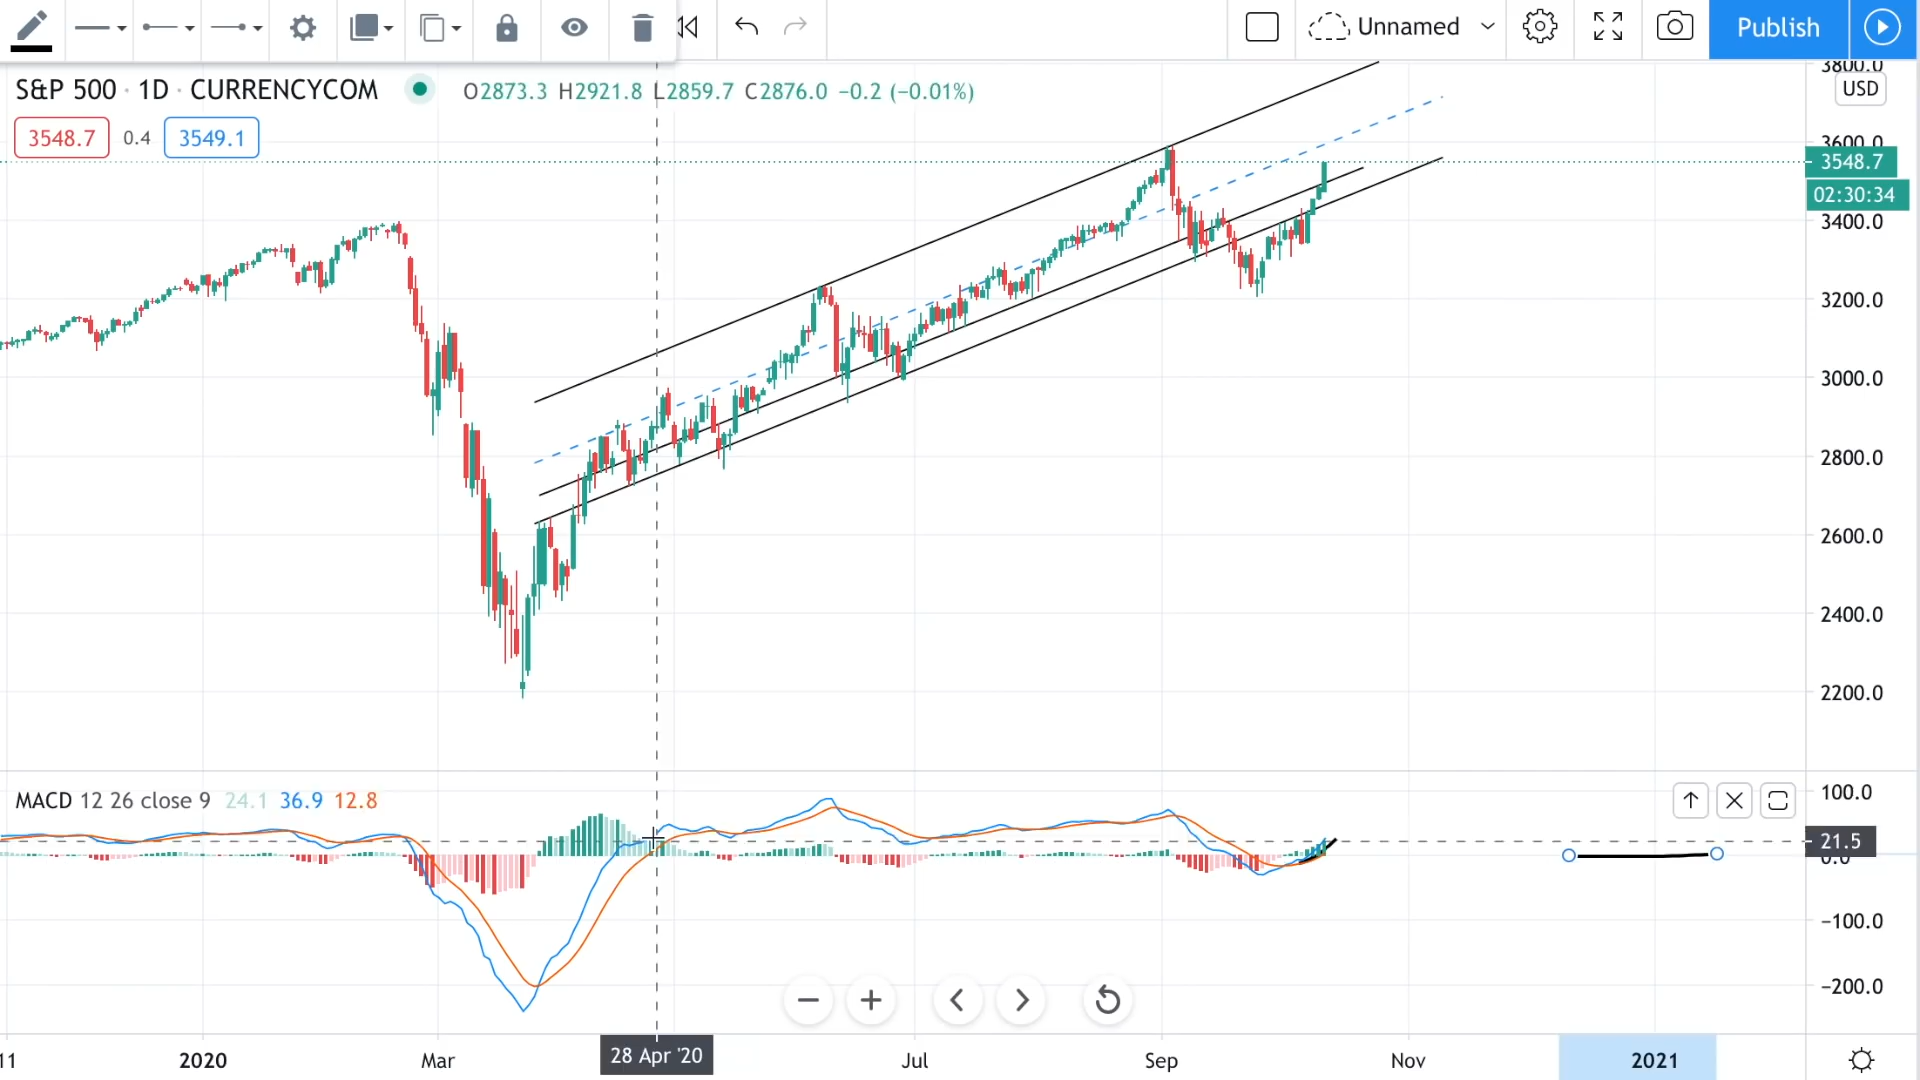 Unnamed
Publish
S&P 500 · 1D · CURRENCYCOM O2873.3 H2921.8 L2859.7 C2876.0 −0.2 (−0.01%)
3548.7 0.4 3549.1
3800.0
USD
3600.0
3548.7
02:30:34
3400.0
3200.0
3000.0
2800.0
2600.0
2400.0
2200.0
MACD 12 26 close 9 24.1 36.9 12.8
100.0
21.5
0.0
−100.0
−200.0
11 2020 Mar 28 Apr '20 Jul Sep Nov 2021